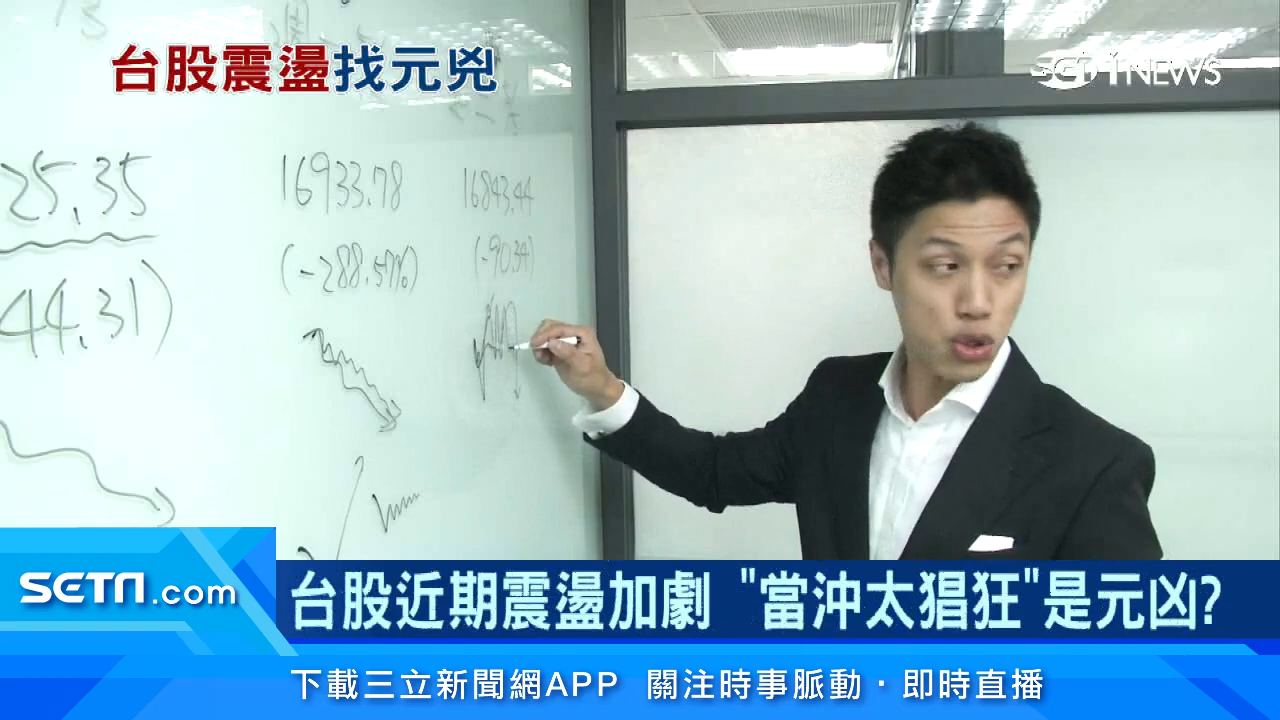 台股震盪找元兇
SETN iNEWS
25.35
16933.78
16843.44
(-288.57%)
(-90.34)
44.31)
SETN.com
台股近期震盪加劇 "當沖太猖狂"是元凶?
下載三立新聞網APP 關注時事脈動・即時直播